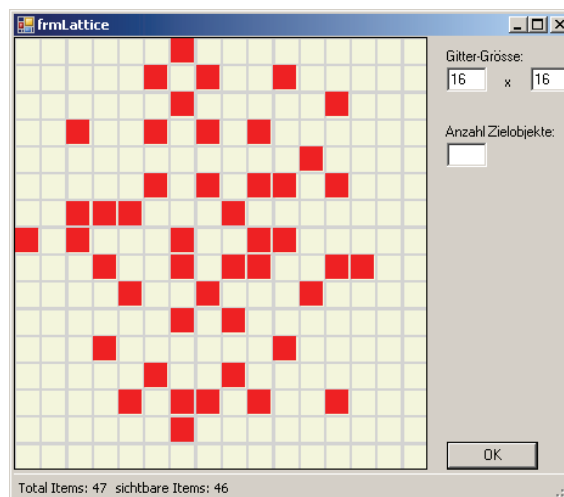 frmLattice
Gitter-Grösse:
16 x 16
Anzahl Zielobjekte:
OK
Total Items: 47 sichtbare Items: 46